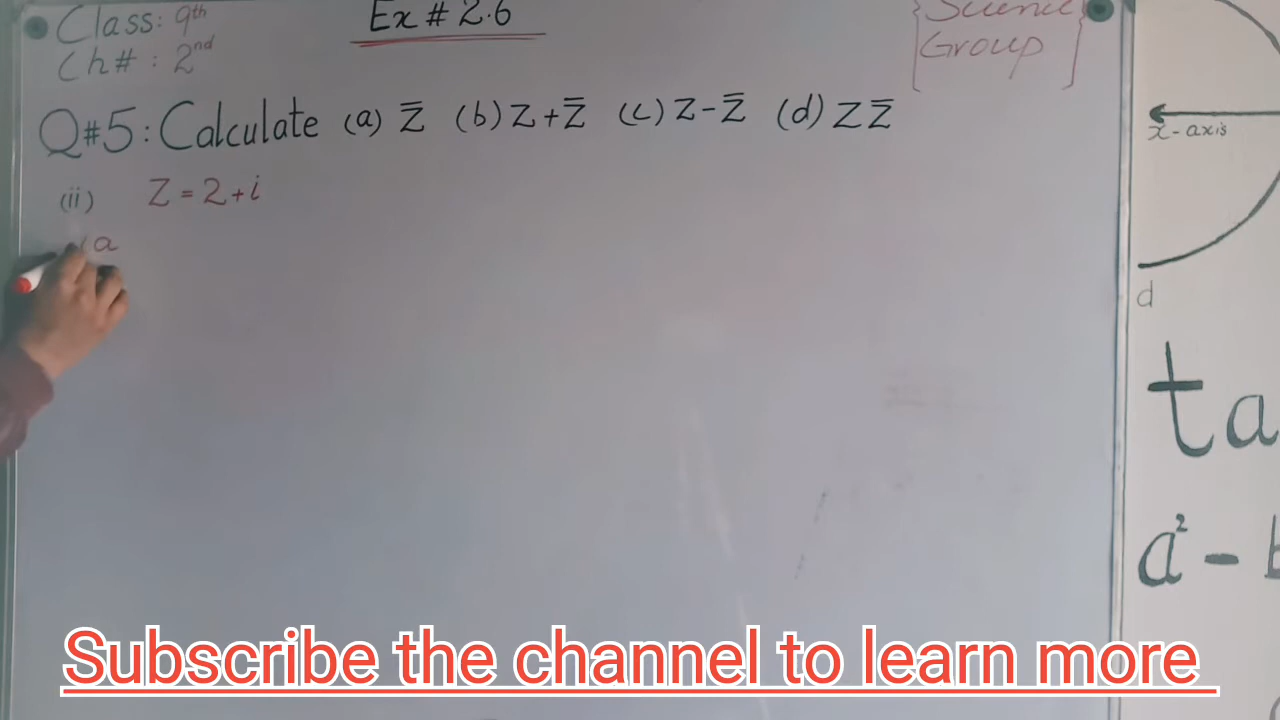 Class: 9th
Ch# : 2nd
Ex # 2.6
Science
Group
Q#5: Calculate (a) z̄ (b) z + z̄ (c) z - z̄ (d) z z̄
(ii) z = 2 + i
(a
x-axis
d
ta
a² -
Subscribe the channel to learn more